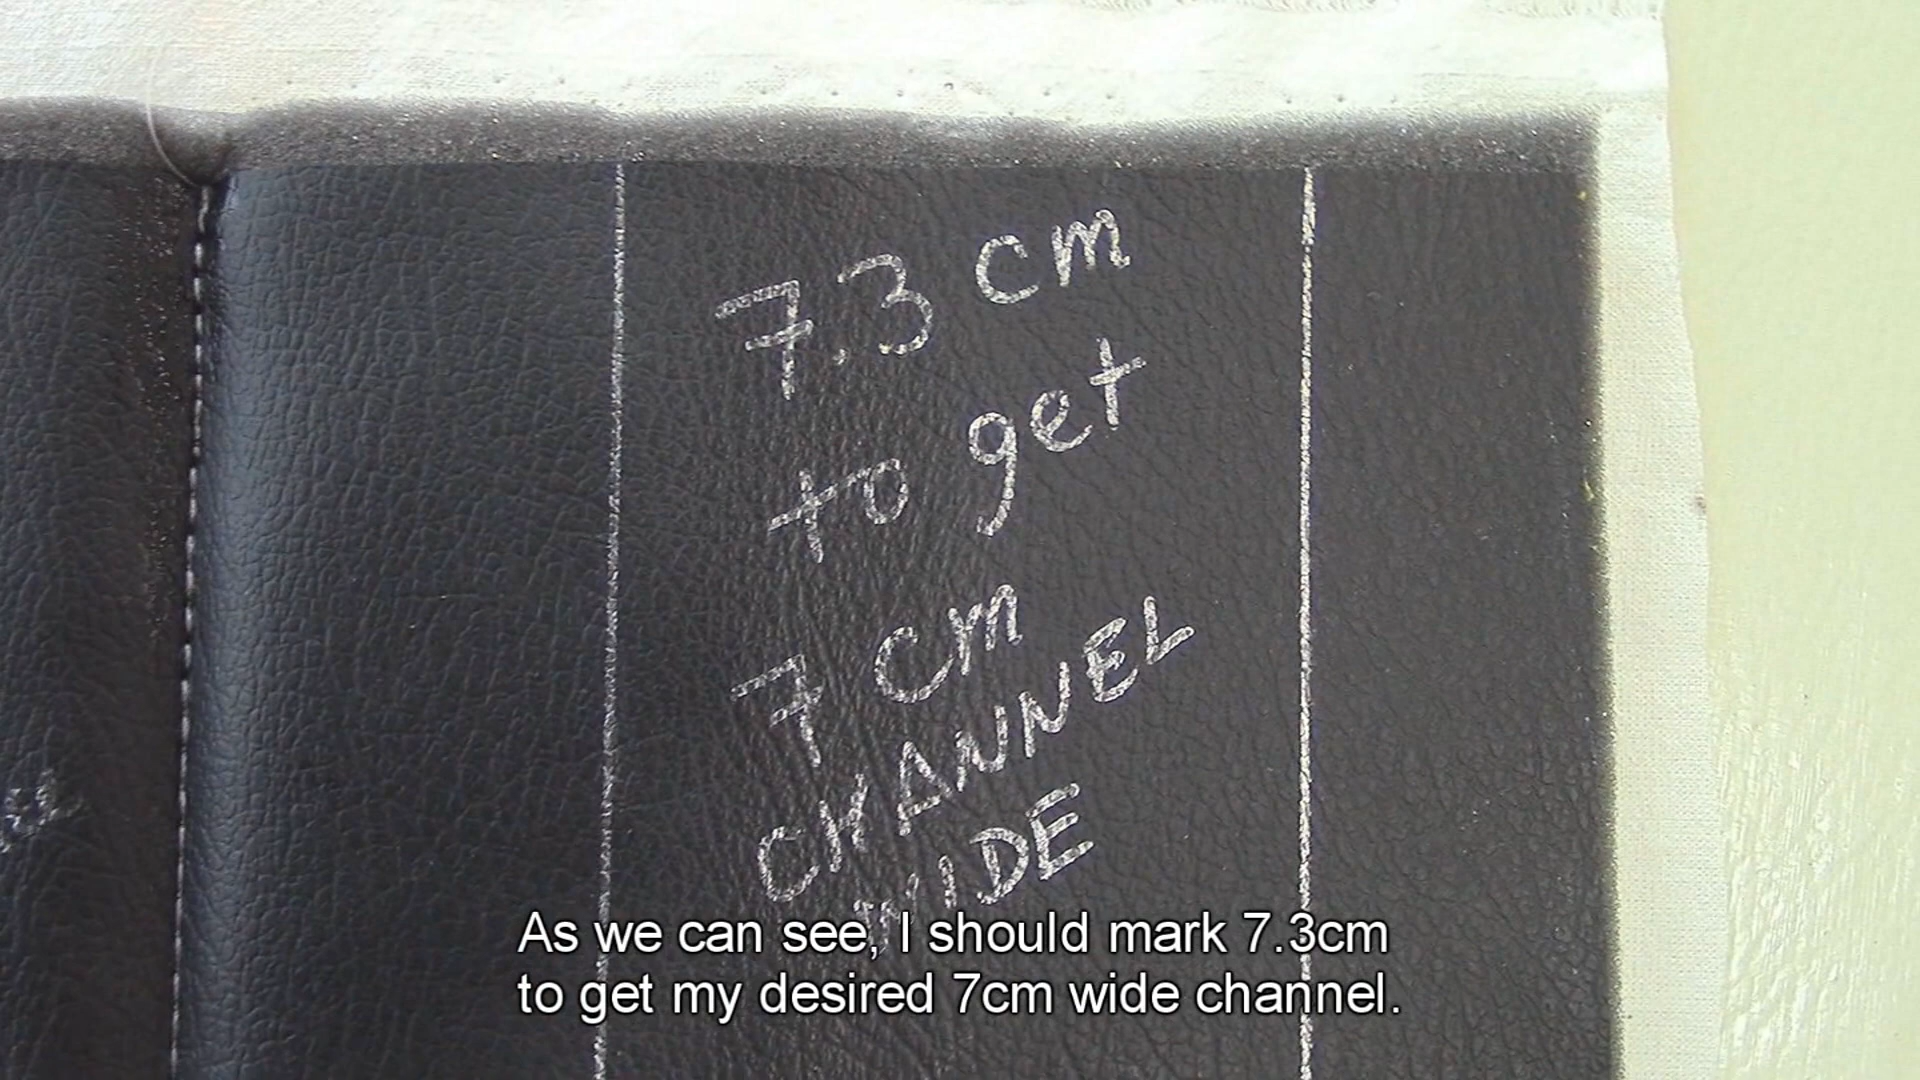 7.3 cm
to get
7 cm
CHANNEL
WIDE
As we can see, I should mark 7.3cm
to get my desired 7cm wide channel.